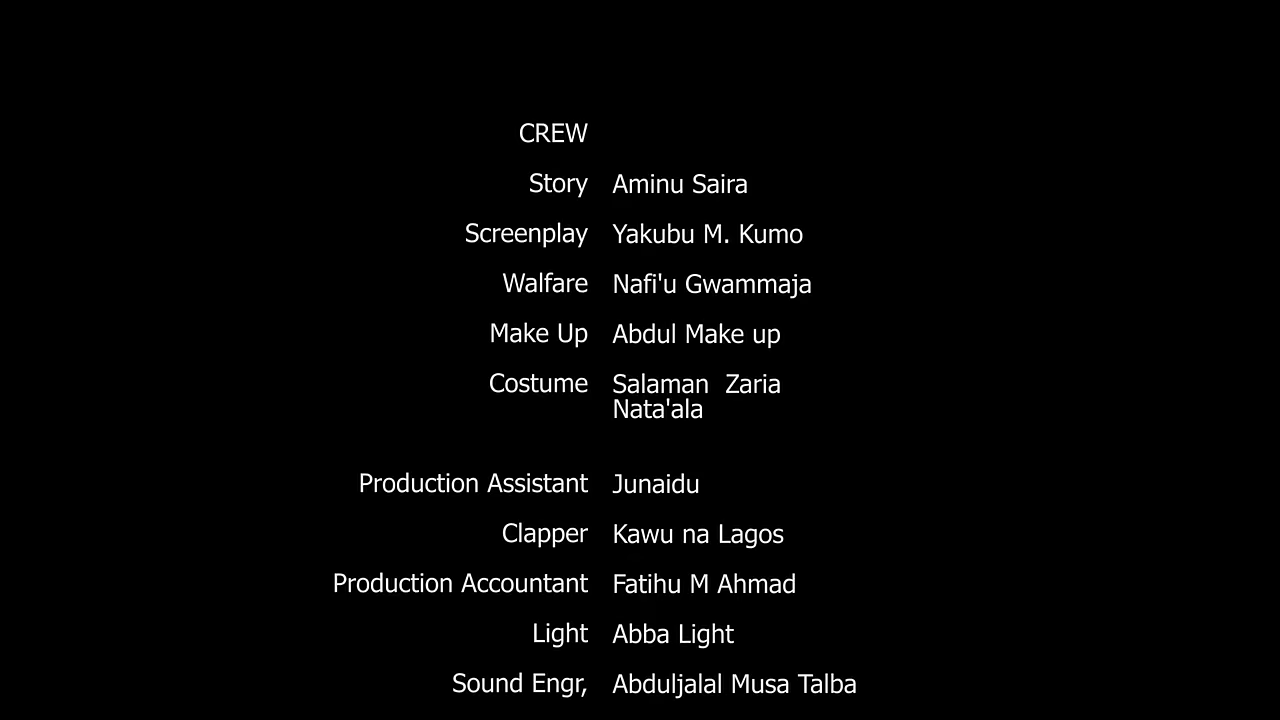 CREW
Story Aminu Saira
Screenplay Yakubu M. Kumo
Walfare Nafi'u Gwammaja
Make Up Abdul Make up
Costume Salaman Zaria
Nata'ala
Production Assistant Junaidu
Clapper Kawu na Lagos
Production Accountant Fatihu M Ahmad
Light Abba Light
Sound Engr, Abduljalal Musa Talba